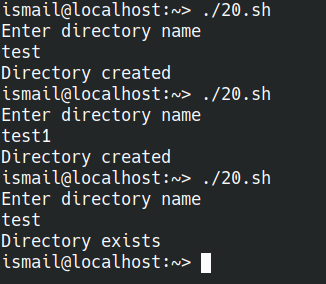 ismail@localhost:~> ./20.sh
Enter directory name
test
Directory created
ismail@localhost:~> ./20.sh
Enter directory name
test1
Directory created
ismail@localhost:~> ./20.sh
Enter directory name
test
Directory exists
ismail@localhost:~>